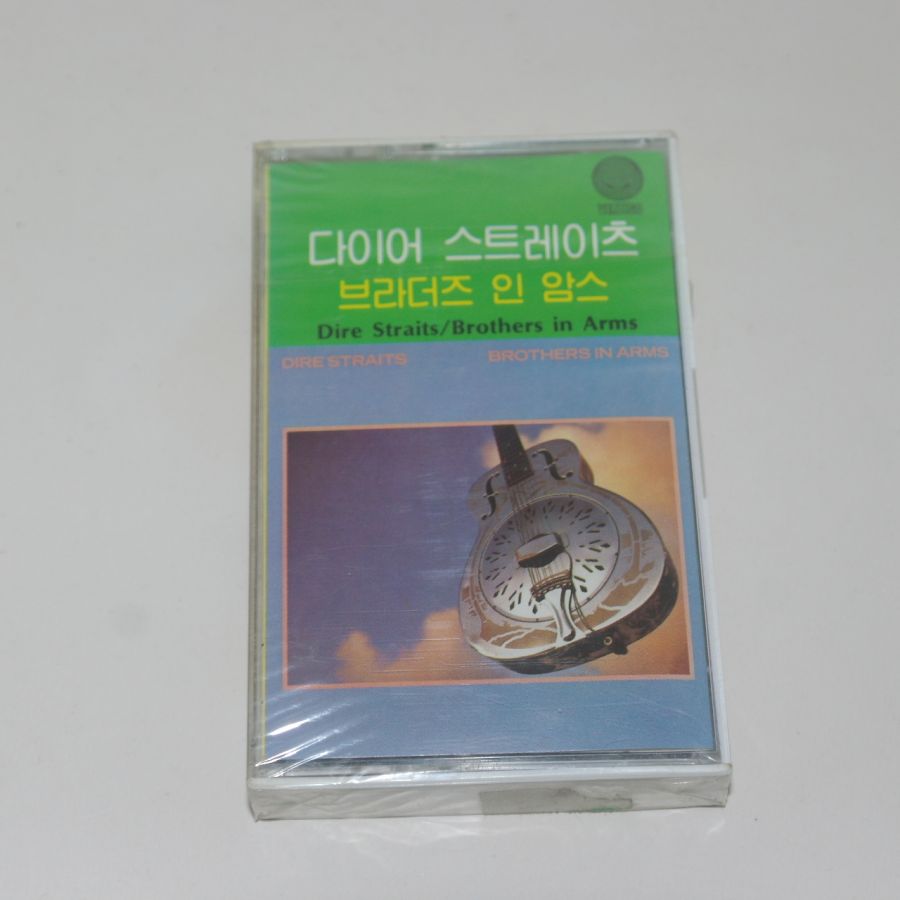 다이어 스트레이츠
브라더즈 인 암스
Dire Straits/Brothers in Arms
DIRE STRAITS BROTHERS IN ARMS